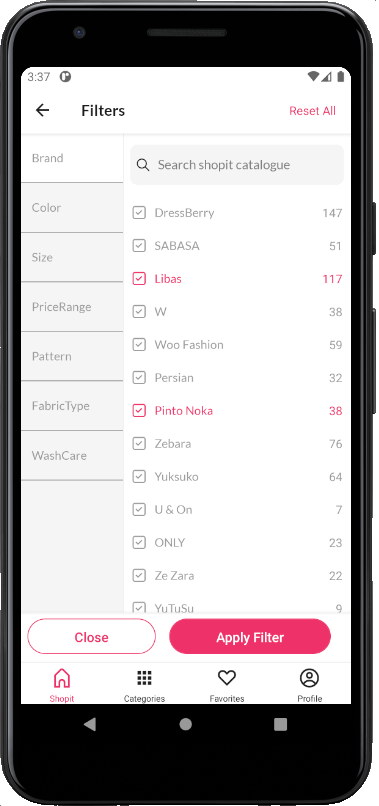 3:37
Filters
Reset All
Brand
Color
Size
PriceRange
Pattern
FabricType
WashCare
Search shopit catalogue
DressBerry 147
SABASA 51
Libas 117
W 38
Woo Fashion 59
Persian 32
Pinto Noka 38
Zebara 76
Yuksuko 64
U & On 7
ONLY 23
Ze Zara 22
YuTuSu 9
Close
Apply Filter
Shopit
Categories
Favorites
Profile